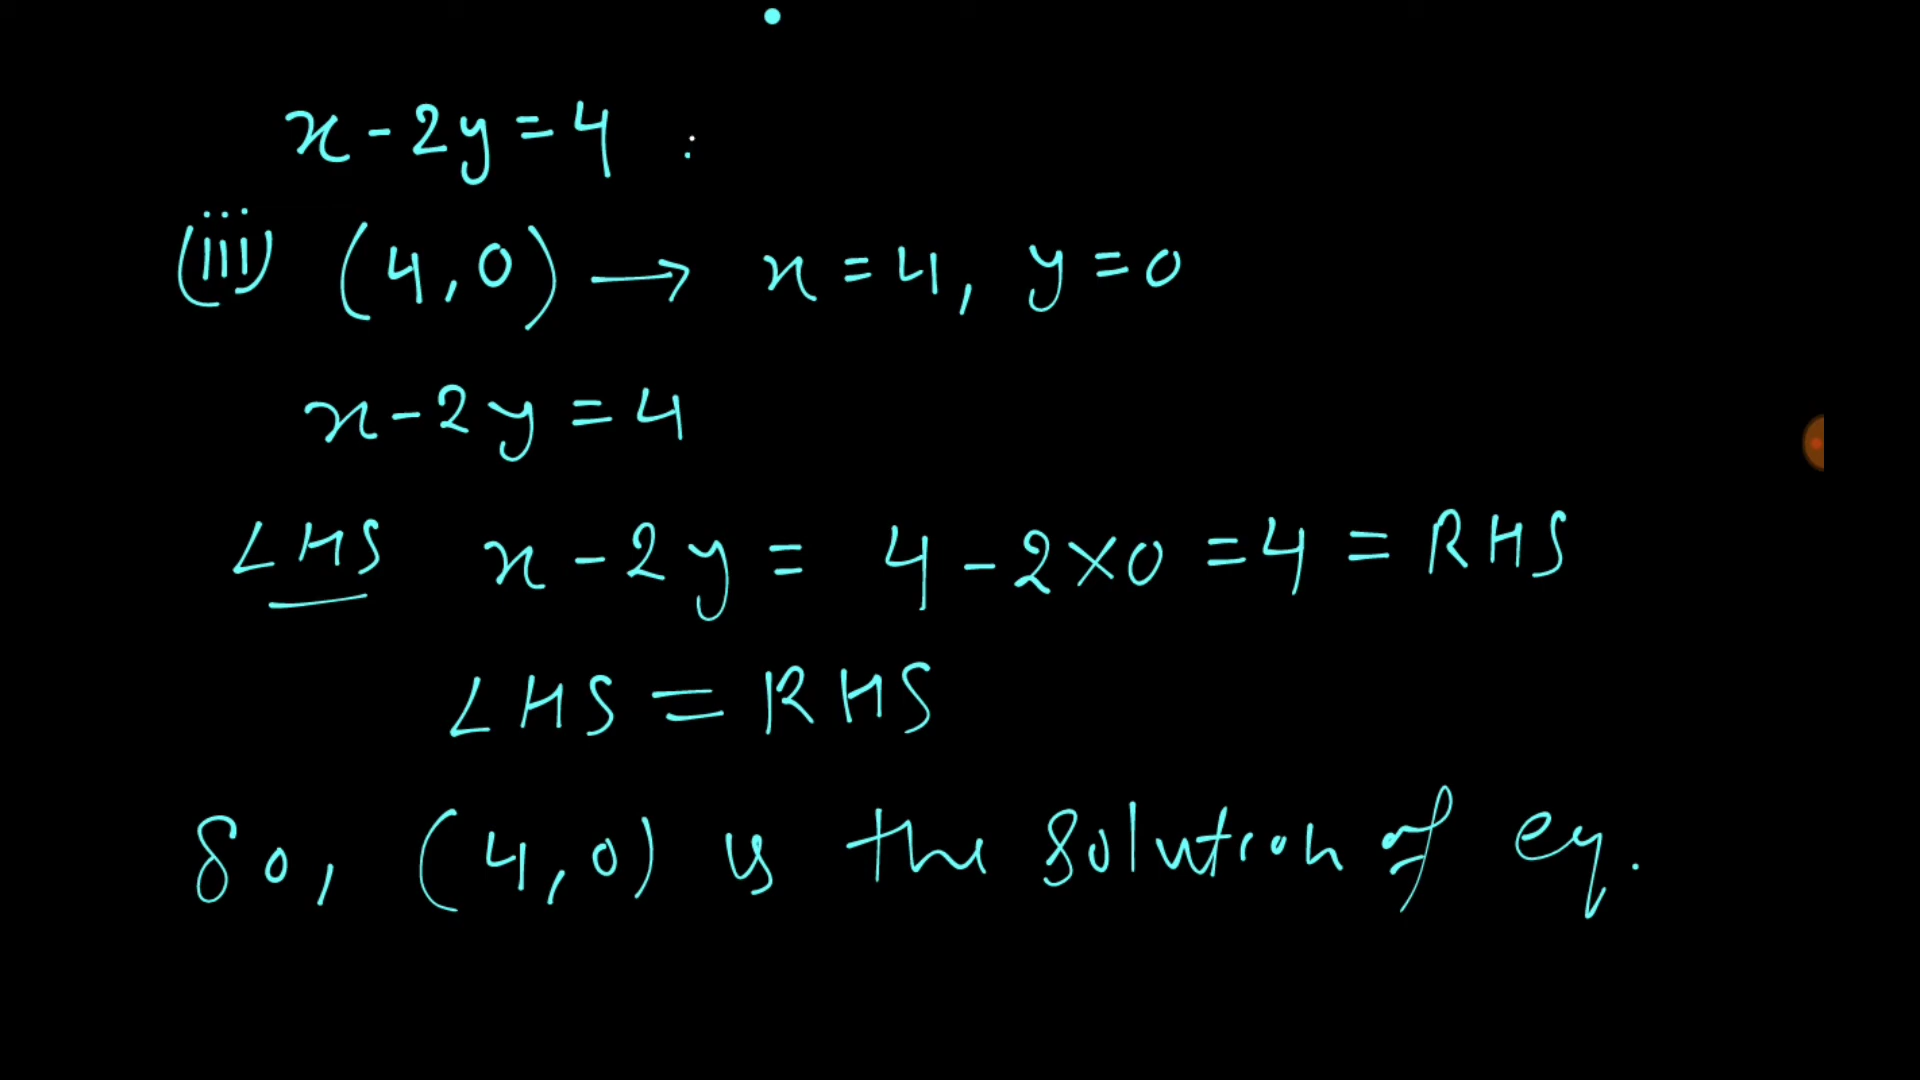 x - 2y = 4 :
(iii) (4,0) → x = 4, y = 0
x - 2y = 4
LHS x - 2y = 4 - 2×0 = 4 = RHS
LHS = RHS
So, (4,0) is the solution of eq.